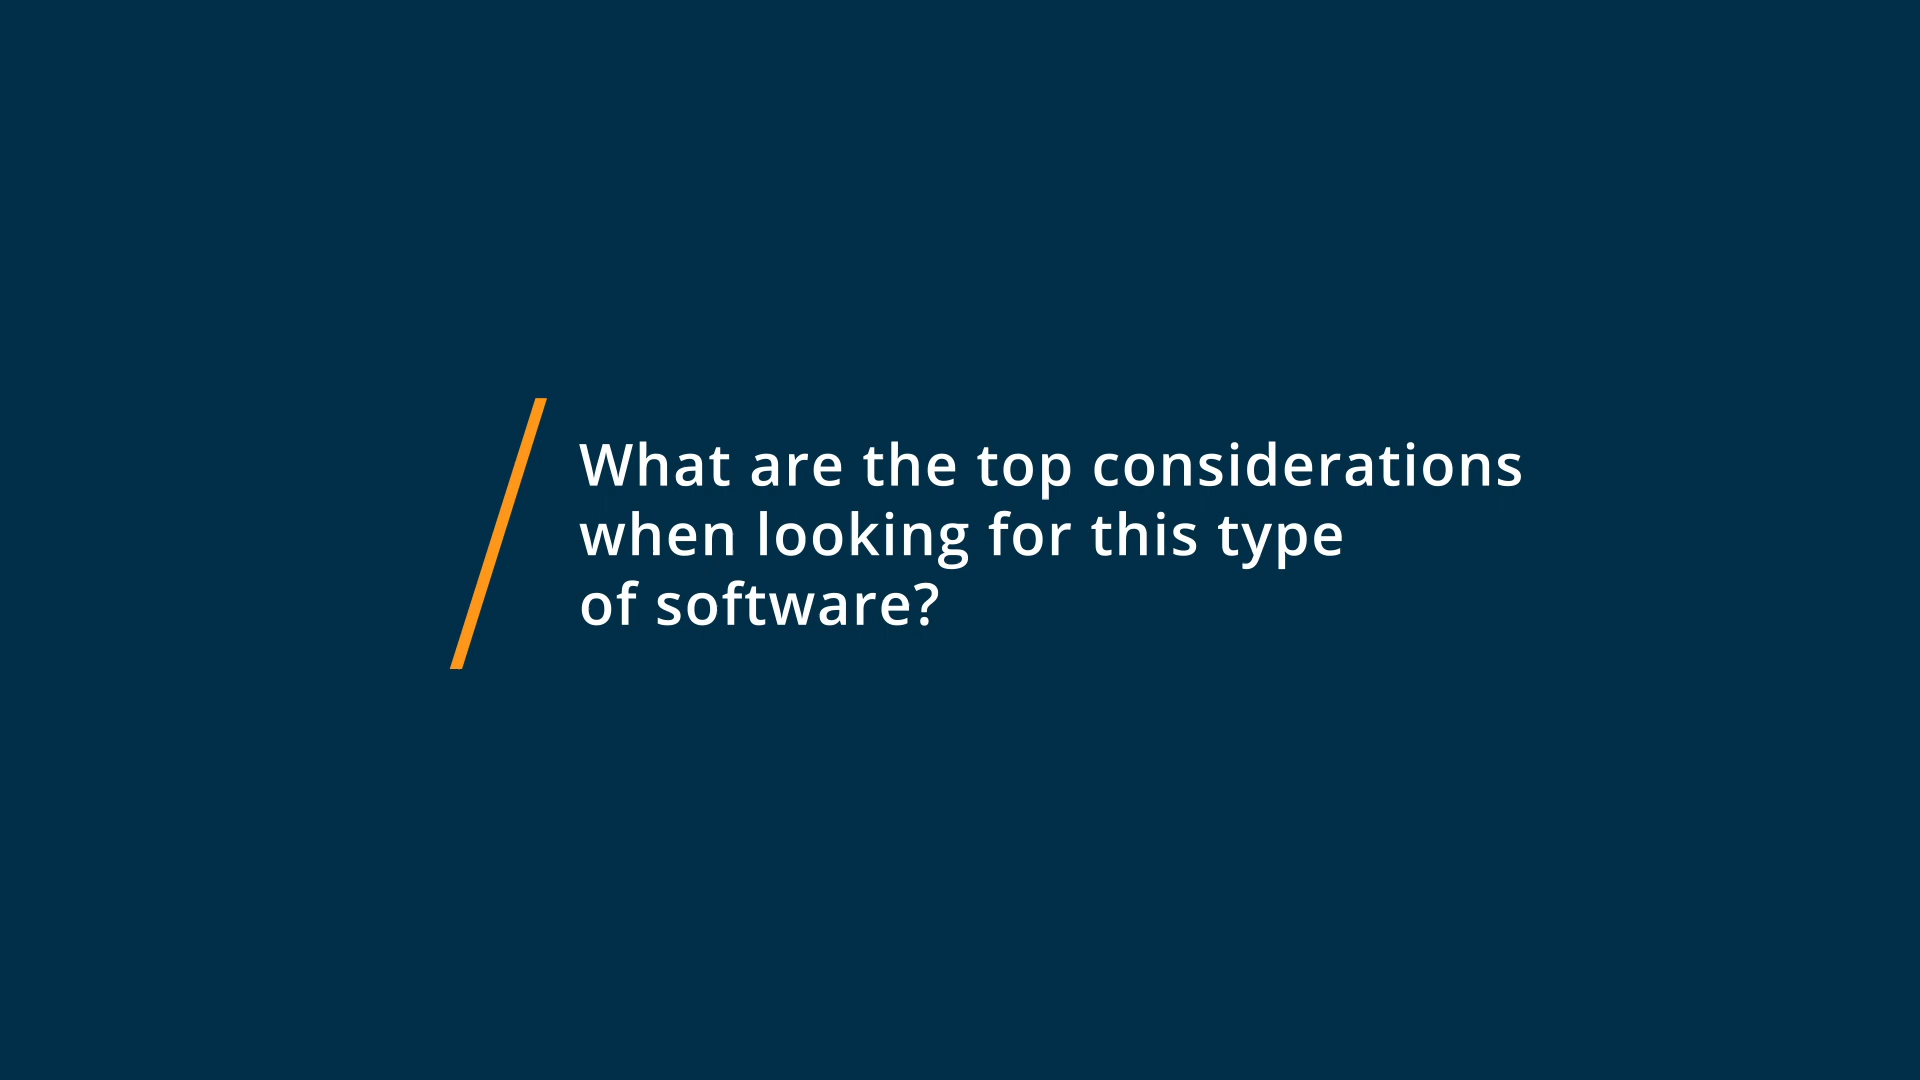 What are the top considerations
when looking for this type
of software?